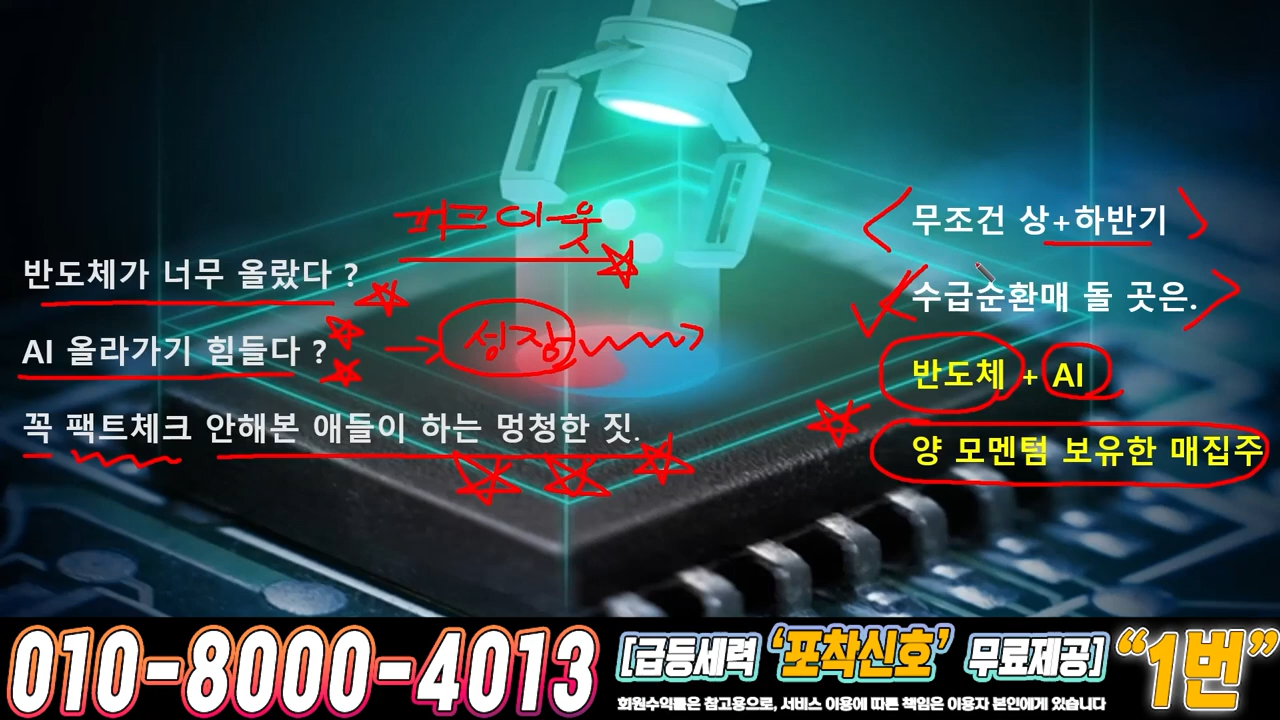 피크아웃
반도체가 너무 올랐다 ?
AI 올라가기 힘들다 ?
성장
꼭 팩트체크 안해본 애들이 하는 멍청한 짓.
무조건 상+하반기
수급순환매 돌 곳은.
반도체 + AI
양 모멘텀 보유한 매집주
010-8000-4013
[급등세력 '포착신호' 무료제공] "1번"
회원수익률은 참고용으로, 서비스 이용에 따른 책임은 이용자 본인에게 있습니다